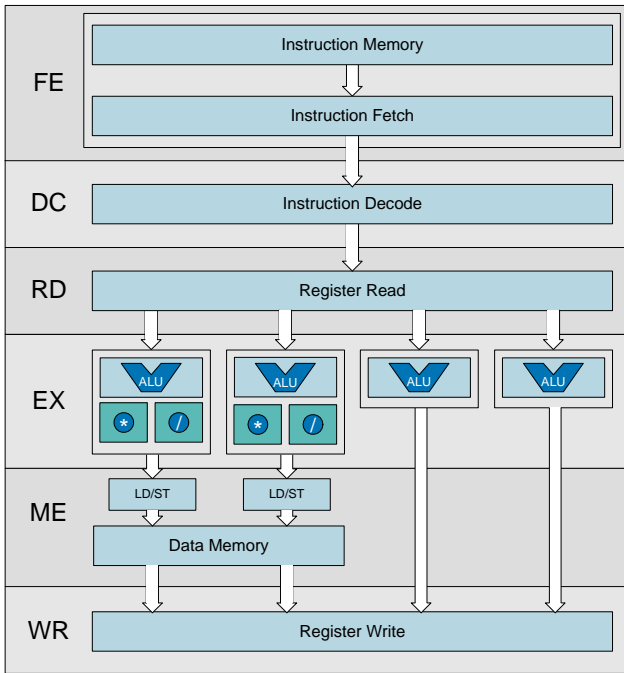 FE
Instruction Memory
Instruction Fetch
DC
Instruction Decode
RD
Register Read
EX
ALU
ALU
ALU
ALU
*
/
*
/
ME
LD/ST
LD/ST
Data Memory
WR
Register Write